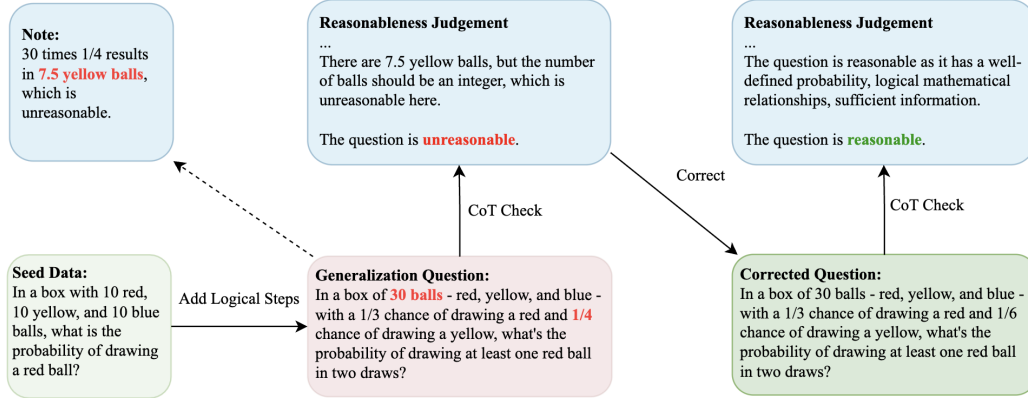 Note:
30 times 1/4 results
in 7.5 yellow balls,
which is
unreasonable.
Reasonableness Judgement
...
There are 7.5 yellow balls, but the number
of balls should be an integer, which is
unreasonable here.
The question is unreasonable.
Reasonableness Judgement
...
The question is reasonable as it has a well-
defined probability, logical mathematical
relationships, sufficient information.
The question is reasonable.
Correct
CoT Check
CoT Check
Seed Data:
In a box with 10 red,
10 yellow, and 10 blue
balls, what is the
probability of drawing
a red ball?
Add Logical Steps
Generalization Question:
In a box of 30 balls - red, yellow, and blue -
with a 1/3 chance of drawing a red and 1/4
chance of drawing a yellow, what's the
probability of drawing at least one red ball
in two draws?
Corrected Question:
In a box of 30 balls - red, yellow, and blue -
with a 1/3 chance of drawing a red and 1/6
chance of drawing a yellow, what's the
probability of drawing at least one red ball
in two draws?